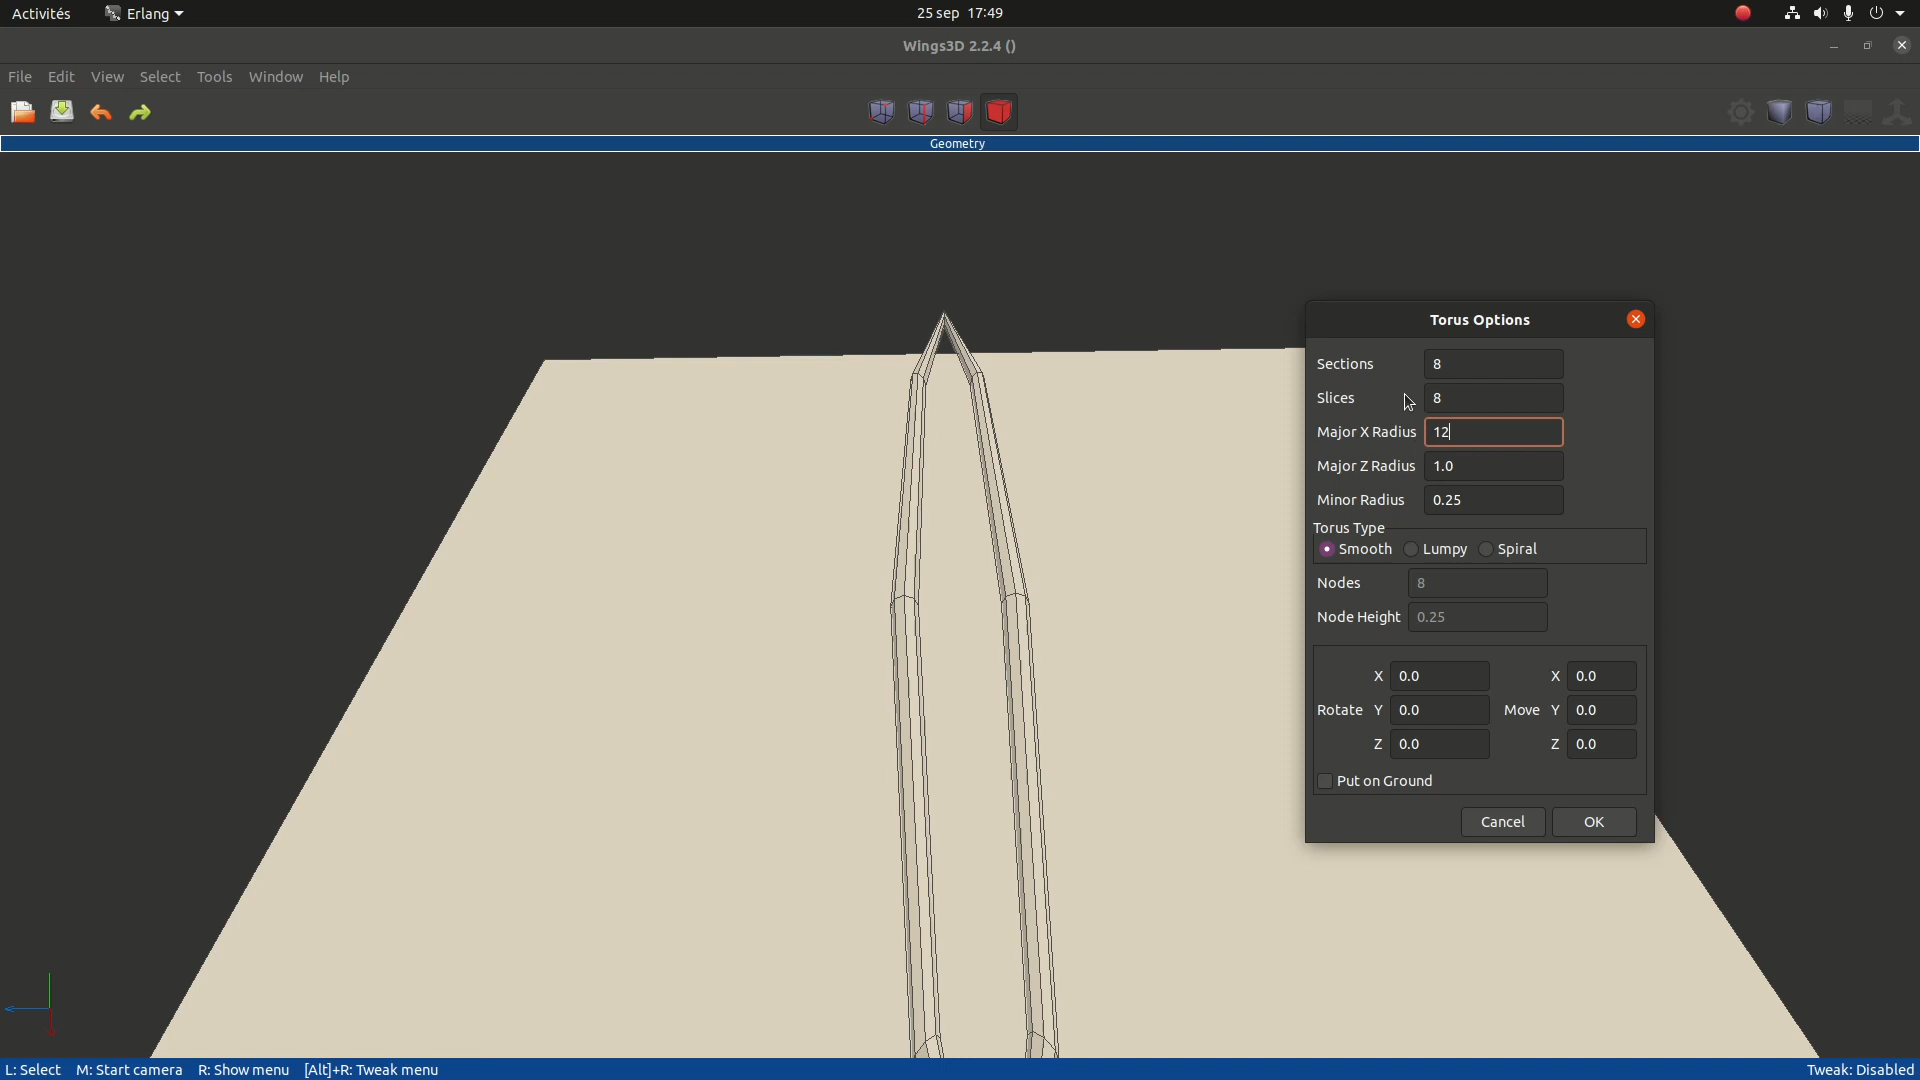 Activités Erlang 25 sep 17:49
Wings3D 2.2.4 ()
File Edit View Select Tools Window Help
Geometry
Torus Options
Sections 8
Slices 8
Major X Radius 12
Major Z Radius 1.0
Minor Radius 0.25
Torus Type
Smooth Lumpy Spiral
Nodes 8
Node Height 0.25
X 0.0 X 0.0
Rotate Y 0.0 Move Y 0.0
Z 0.0 Z 0.0
Put on Ground
Cancel OK
L: Select M: Start camera R: Show menu [Alt]+R: Tweak menu Tweak: Disabled